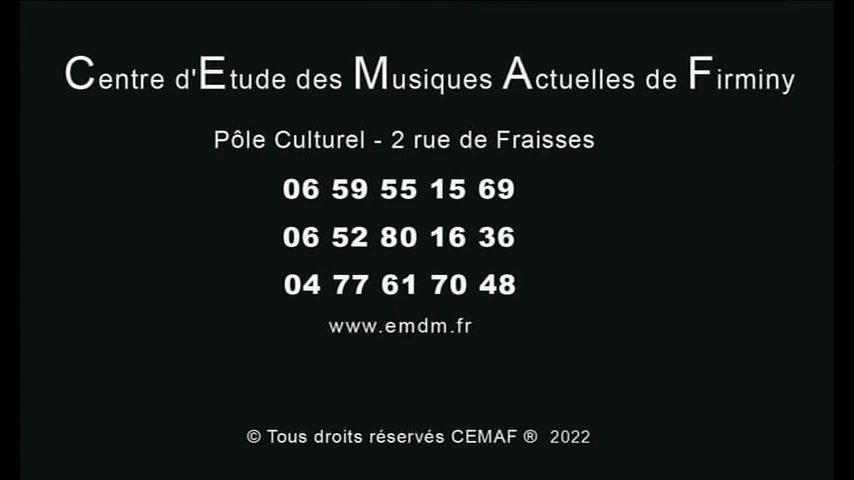 Centre d'Etude des Musiques Actuelles de Firminy
Pôle Culturel - 2 rue de Fraisses
06 59 55 15 69
06 52 80 16 36
04 77 61 70 48
www.emdm.fr
© Tous droits réservés CEMAF ® 2022